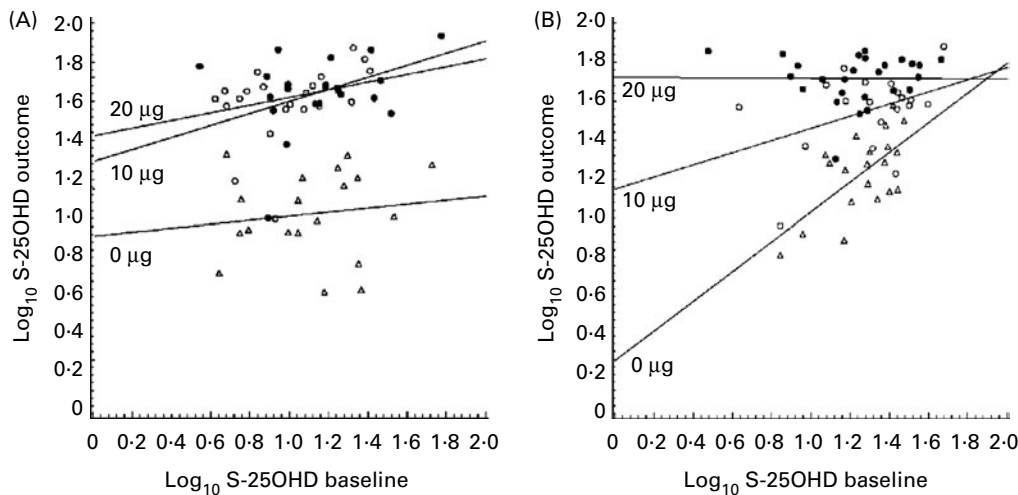 (A)
2·0
1·8
1·6
1·4
1·2
1·0
0·8
0·6
0·4
0·2
0
Log10 S-25OHD outcome
20 µg
10 µg
0 µg
0 0·4 0·6 0·8 1·0 1·2 1·4 1·6 1·8 2·0
Log10 S-25OHD baseline
(B)
2·0
1·8
1·6
1·4
1·2
1·0
0·8
0·6
0·4
0·2
0
Log10 S-25OHD outcome
20 µg
10 µg
0 µg
0 0·4 0·6 0·8 1·0 1·2 1·4 1·6 1·8 2·0
Log10 S-25OHD baseline